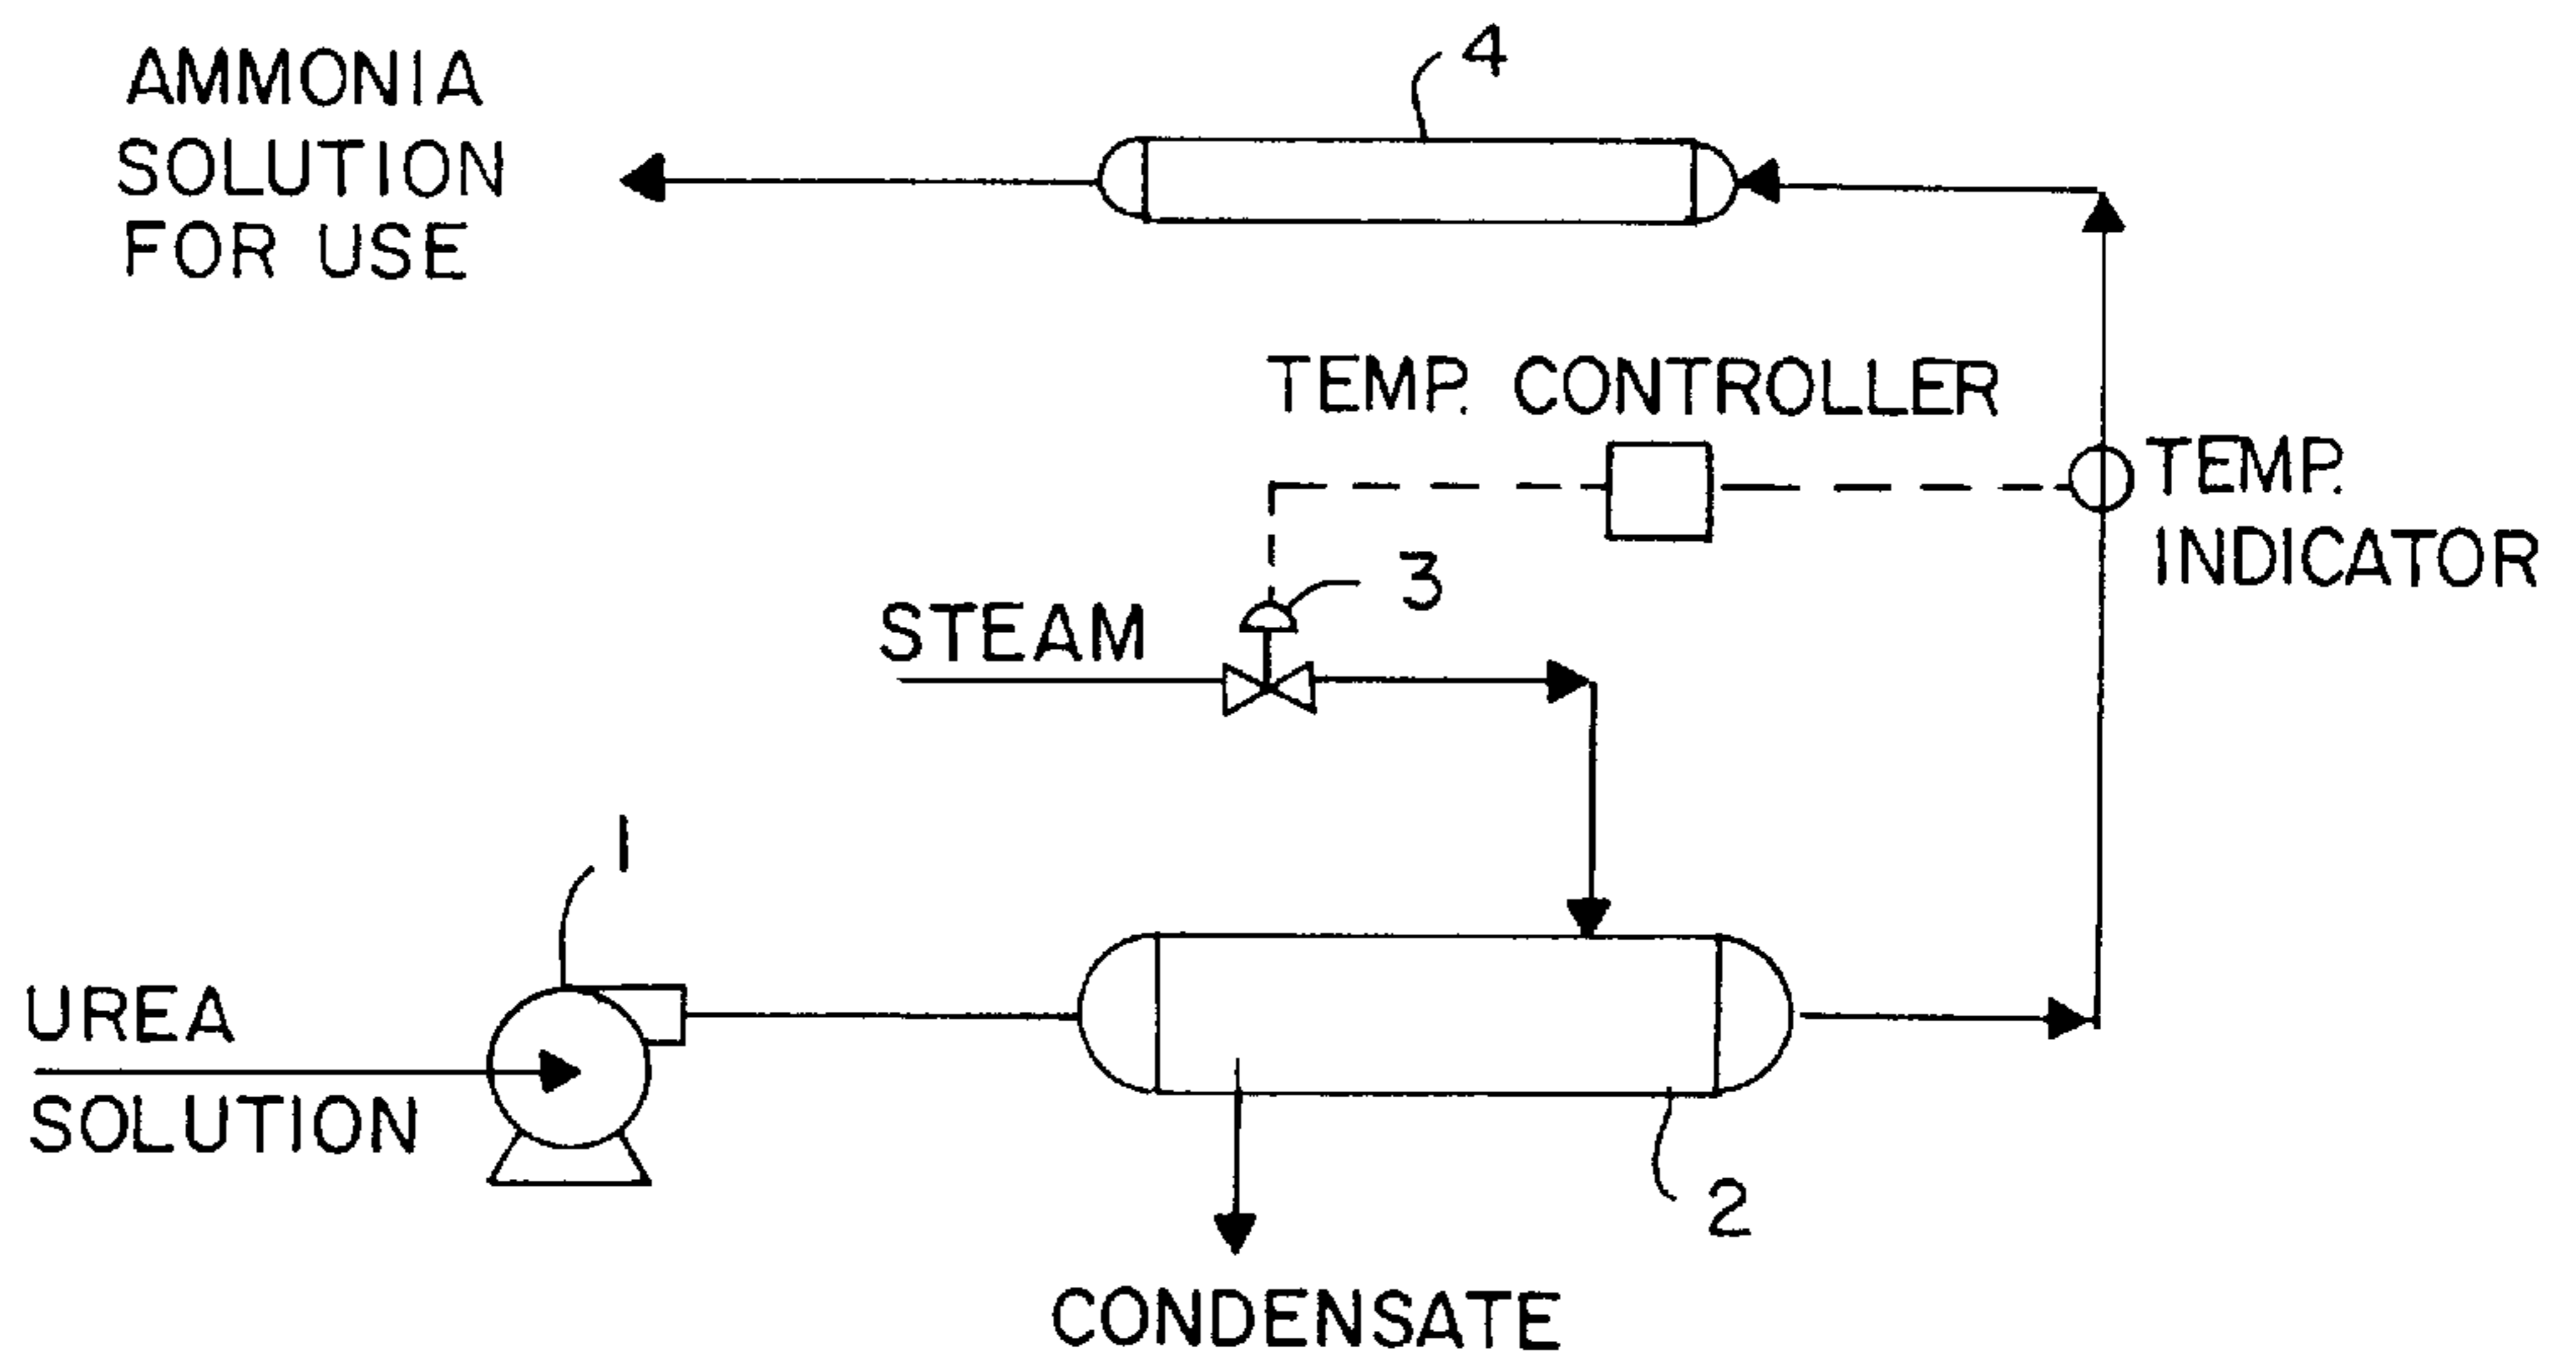 4
AMMONIA
SOLUTION
FOR USE
TEMP. CONTROLLER
TEMP.
INDICATOR
3
STEAM
1
UREA
SOLUTION
2
CONDENSATE